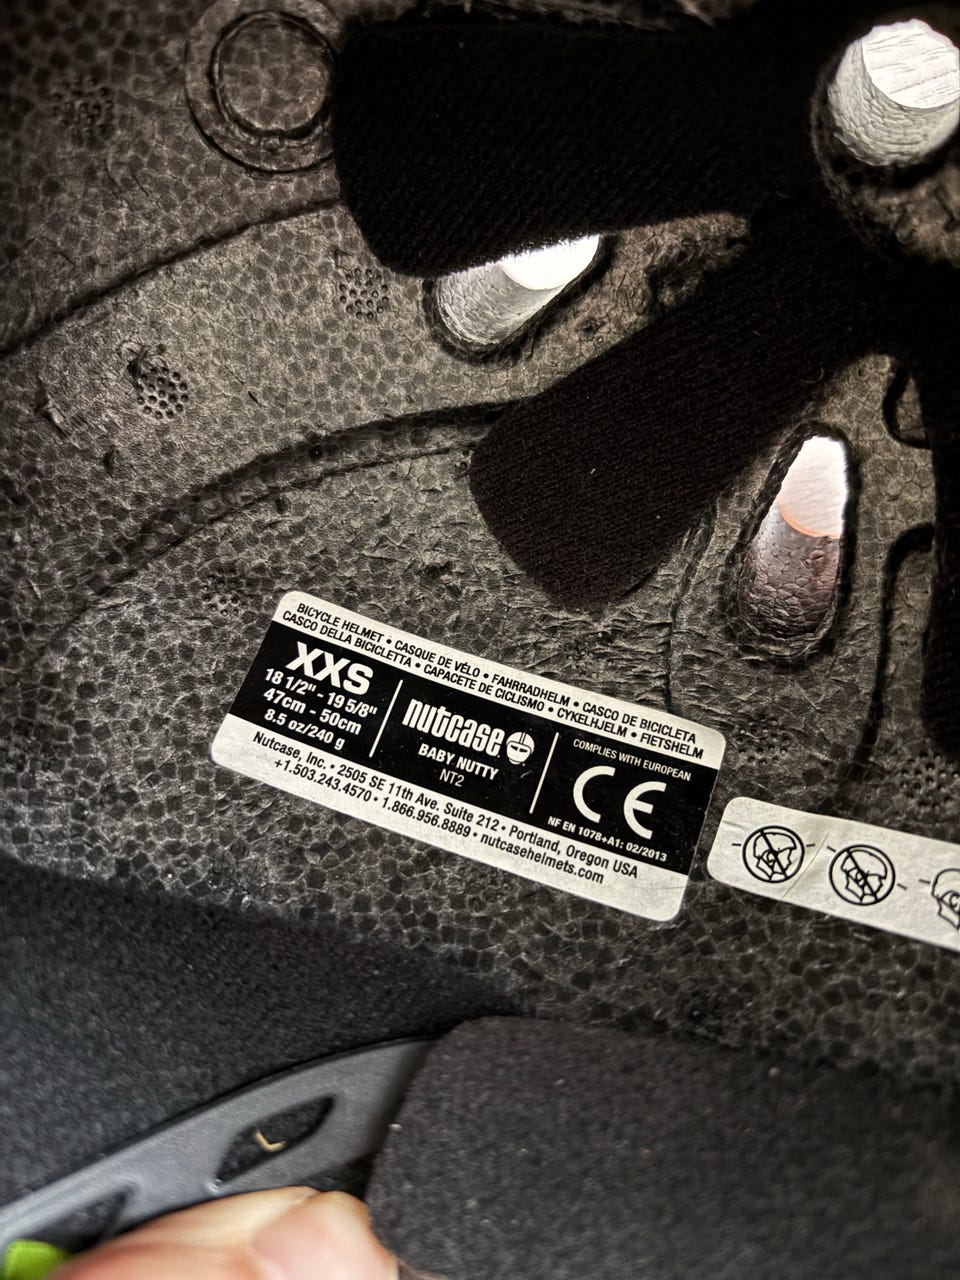 BICYCLE HELMET • CASQUE DE VÉLO • FAHRRADHELM • CASCO DE BICICLETA
CASCO DELLA BICICLETTA • CAPACETE DE CICLISMO • CYKELHJELM • FIETSHELM
XXS
18 1/2" - 19 5/8"
47cm - 50cm
8.5 oz/240 g
nutcase
BABY NUTTY
NT2
COMPLIES WITH EUROPEAN
CE
NF EN 1078+A1: 02/2013
Nutcase, Inc. • 2505 SE 11th Ave. Suite 212 • Portland, Oregon USA
+1.503.243.4570 • 1.866.956.8889 • nutcasehelmets.com